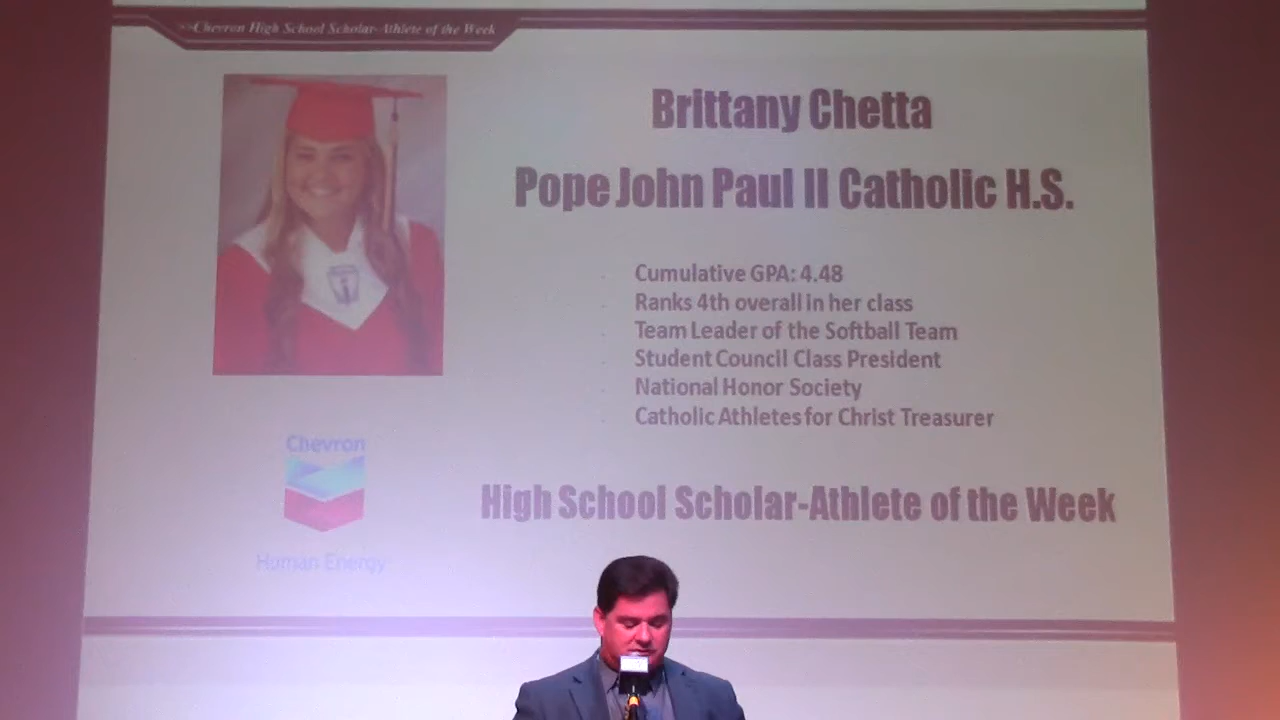 >>Chevron High School Scholar-Athlete of the Week
Brittany Chetta
Pope John Paul II Catholic H.S.
- Cumulative GPA: 4.48
- Ranks 4th overall in her class
- Team Leader of the Softball Team
- Student Council Class President
- National Honor Society
- Catholic Athletes for Christ Treasurer
Chevron
Human Energy
High School Scholar-Athlete of the Week